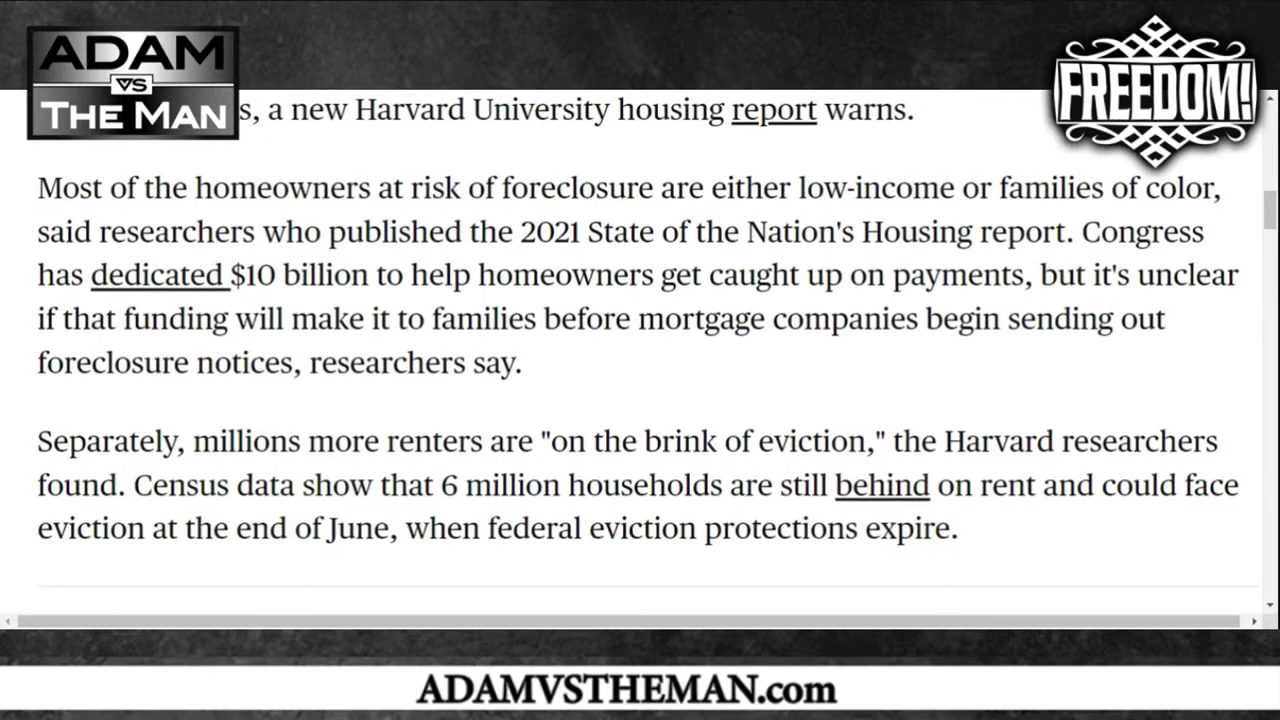 ADAM
VS
THE MAN
FREEDOM!
s, a new Harvard University housing report warns.
Most of the homeowners at risk of foreclosure are either low-income or families of color,
said researchers who published the 2021 State of the Nation's Housing report. Congress
has dedicated $10 billion to help homeowners get caught up on payments, but it's unclear
if that funding will make it to families before mortgage companies begin sending out
foreclosure notices, researchers say.
Separately, millions more renters are "on the brink of eviction," the Harvard researchers
found. Census data show that 6 million households are still behind on rent and could face
eviction at the end of June, when federal eviction protections expire.
ADAMVSTHEMAN.com